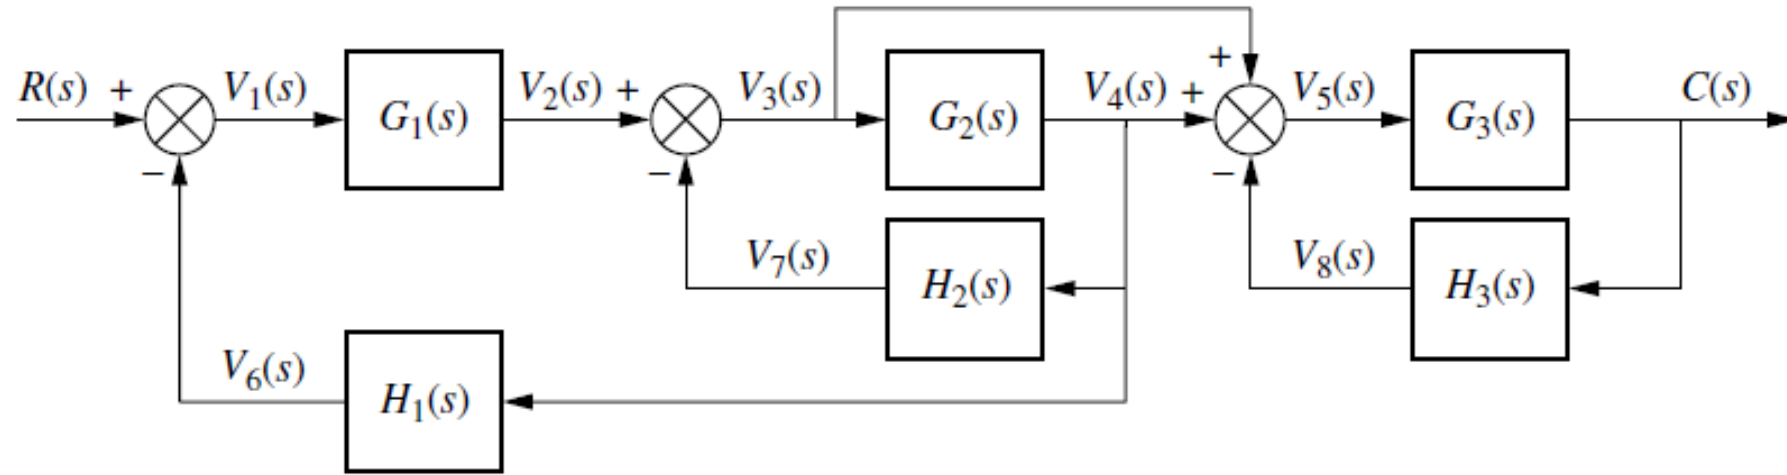 R(s) + V₁(s) G₁(s) V₂(s) + V₃(s) G₂(s) V₄(s) + + V₅(s) G₃(s) C(s)
− − −
V₇(s) H₂(s) V₈(s) H₃(s)
V₆(s) H₁(s)